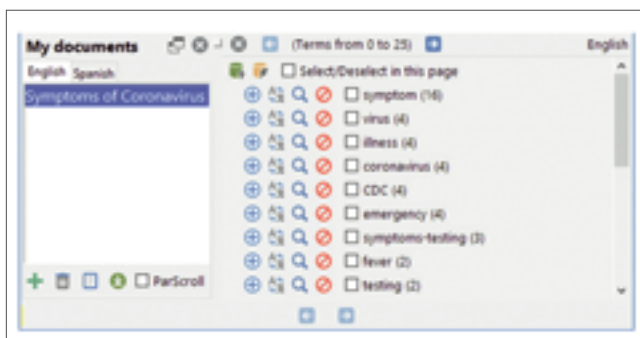 My documents (Terms from 0 to 25) English
English Spanish
Select/Deselect in this page
Symptoms of Coronavirus
symptom (16)
virus (4)
illness (4)
coronavirus (4)
CDC (4)
emergency (4)
symptoms-testing (3)
fever (2)
testing (2)
ParScroll